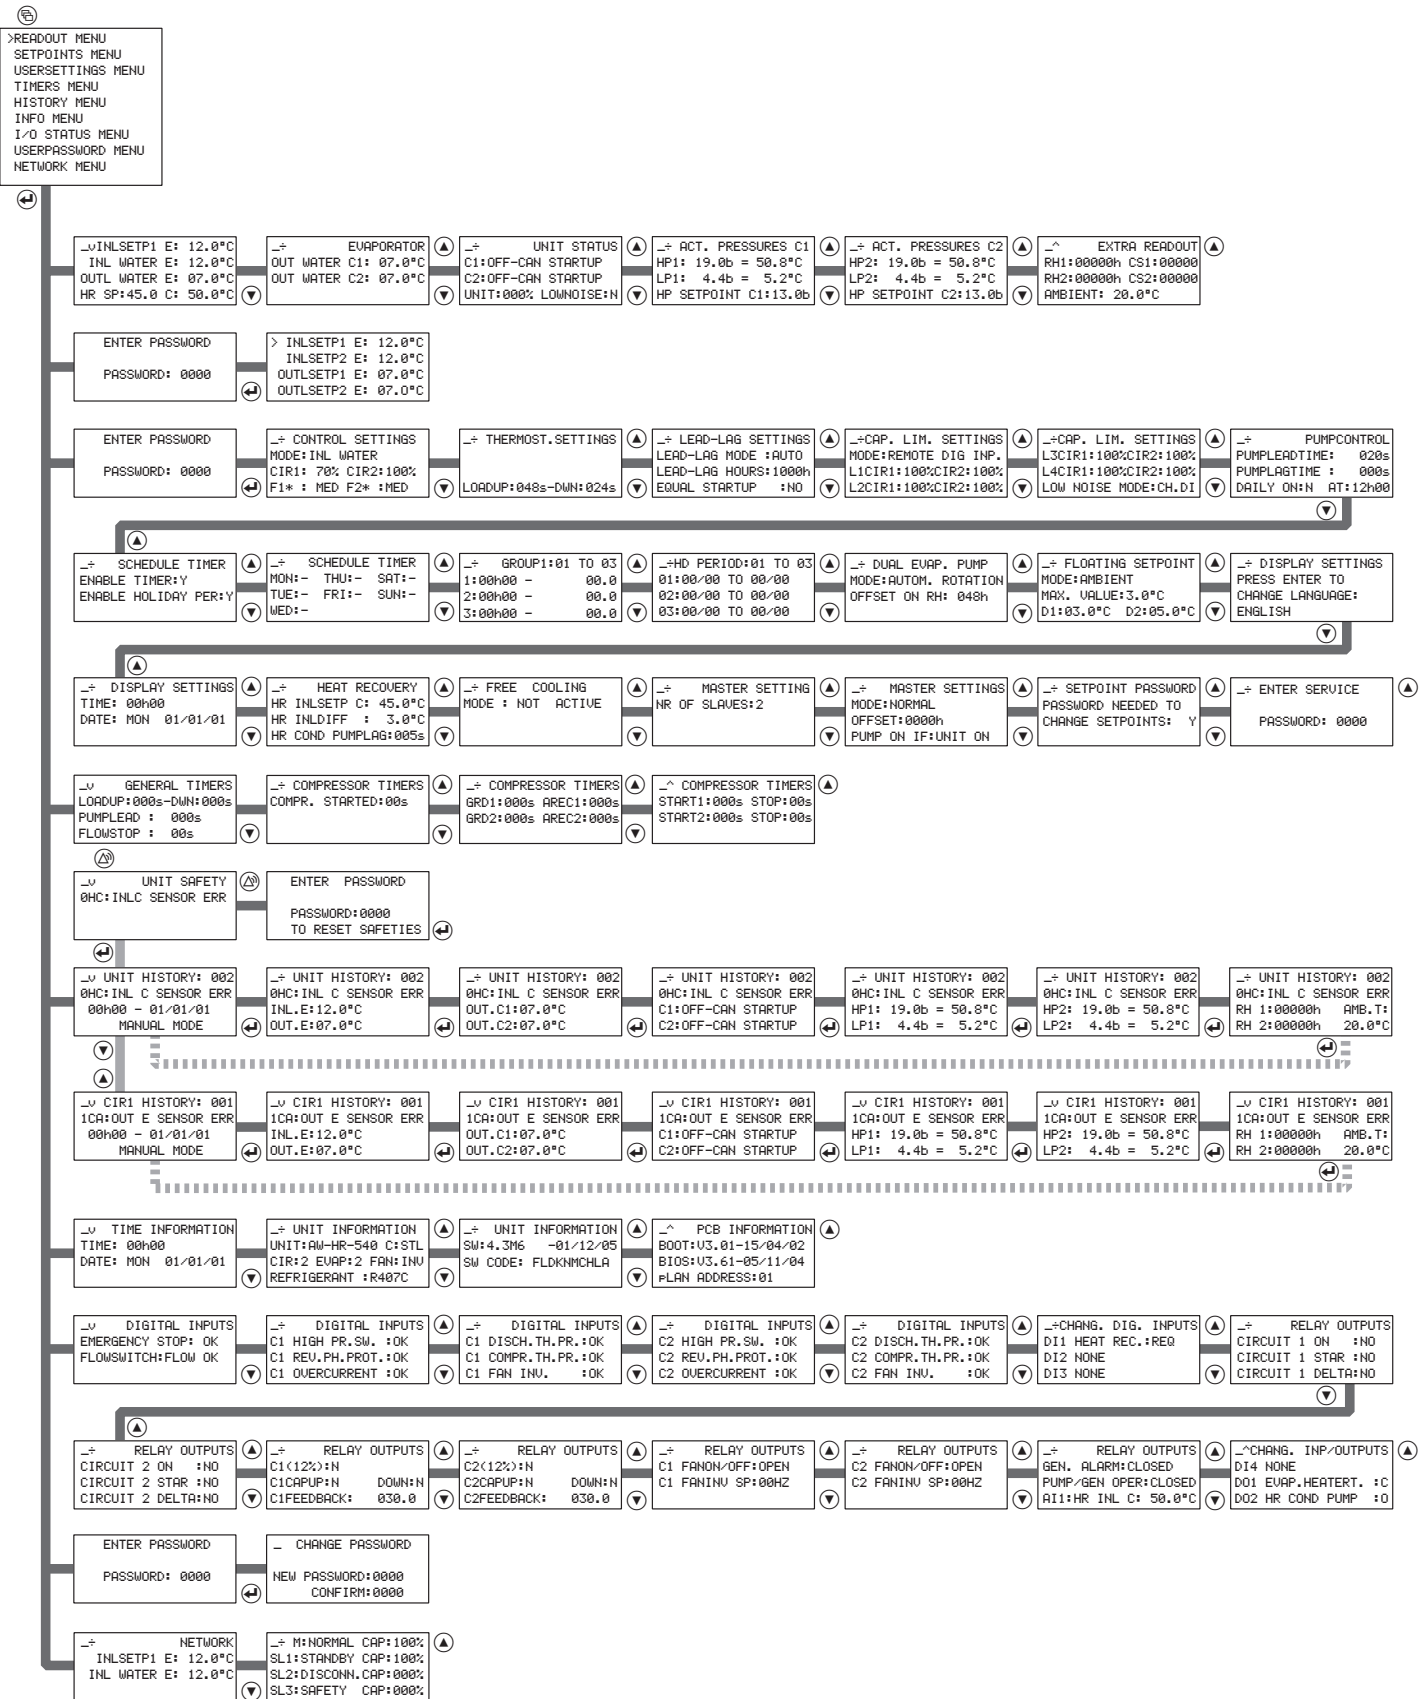 >READOUT MENU
SETPOINTS MENU
USERSETTINGS MENU
TIMERS MENU
HISTORY MENU
INFO MENU
I/O STATUS MENU
USERPASSWORD MENU
NETWORK MENU
_vINLSETP1 E: 12.0°C
INL WATER E: 12.0°C
OUTL WATER E: 07.0°C
HR SP:45.0 C: 50.0°C
_÷ EVAPORATOR
OUT WATER C1: 07.0°C
OUT WATER C2: 07.0°C
_÷ UNIT STATUS
C1:OFF-CAN STARTUP
C2:OFF-CAN STARTUP
UNIT:000% LOWNOISE:N
_÷ ACT. PRESSURES C1
HP1: 19.0b = 50.8°C
LP1: 4.4b = 5.2°C
HP SETPOINT C1:13.0b
_÷ ACT. PRESSURES C2
HP2: 19.0b = 50.8°C
LP2: 4.4b = 5.2°C
HP SETPOINT C2:13.0b
_^ EXTRA READOUT
RH1:00000h CS1:00000
RH2:00000h CS2:00000
AMBIENT: 20.0°C
ENTER PASSWORD
PASSWORD: 0000
> INLSETP1 E: 12.0°C
INLSETP2 E: 12.0°C
OUTLSETP1 E: 07.0°C
OUTLSETP2 E: 07.0°C
ENTER PASSWORD
PASSWORD: 0000
_÷ CONTROL SETTINGS
MODE:INL WATER
CIR1: 70% CIR2:100%
F1* : MED F2* :MED
_÷ THERMOST.SETTINGS
LOADUP:048s-DWN:024s
_÷ LEAD-LAG SETTINGS
LEAD-LAG MODE :AUTO
LEAD-LAG HOURS:1000h
EQUAL STARTUP :NO
_÷CAP. LIM. SETTINGS
MODE:REMOTE DIG INP.
L1CIR1:100%CIR2:100%
L2CIR1:100%CIR2:100%
_÷CAP. LIM. SETTINGS
L3CIR1:100%CIR2:100%
L4CIR1:100%CIR2:100%
LOW NOISE MODE:CH.DI
_÷ PUMPCONTROL
PUMPLEADTIME: 020s
PUMPLAGTIME : 000s
DAILY ON:N AT:12h00
_÷ SCHEDULE TIMER
ENABLE TIMER:Y
ENABLE HOLIDAY PER:Y
_÷ SCHEDULE TIMER
MON:- THU:- SAT:-
TUE:- FRI:- SUN:-
WED:-
_÷ GROUP1:01 TO 03
1:00h00 - 00.0
2:00h00 - 00.0
3:00h00 - 00.0
_÷HD PERIOD:01 TO 03
01:00/00 TO 00/00
02:00/00 TO 00/00
03:00/00 TO 00/00
_÷ DUAL EVAP. PUMP
MODE:AUTOM. ROTATION
OFFSET ON RH: 048h
_÷ FLOATING SETPOINT
MODE:AMBIENT
MAX. VALUE:3.0°C
D1:03.0°C D2:05.0°C
_÷ DISPLAY SETTINGS
PRESS ENTER TO
CHANGE LANGUAGE:
ENGLISH
_÷ DISPLAY SETTINGS
TIME: 00h00
DATE: MON 01/01/01
_÷ HEAT RECOVERY
HR INLSETP C: 45.0°C
HR INLDIFF : 3.0°C
HR COND PUMPLAG:005s
_÷ FREE COOLING
MODE : NOT ACTIVE
_÷ MASTER SETTING
NR OF SLAVES:2
_÷ MASTER SETTINGS
MODE:NORMAL
OFFSET:0000h
PUMP ON IF:UNIT ON
_÷ SETPOINT PASSWORD
PASSWORD NEEDED TO
CHANGE SETPOINTS: Y
_÷ ENTER SERVICE
PASSWORD: 0000
_v GENERAL TIMERS
LOADUP:000s-DWN:000s
PUMPLEAD : 000s
FLOWSTOP : 00s
_÷ COMPRESSOR TIMERS
COMPR. STARTED:00s
_÷ COMPRESSOR TIMERS
GRD1:000s AREC1:000s
GRD2:000s AREC2:000s
_^ COMPRESSOR TIMERS
START1:000s STOP:00s
START2:000s STOP:00s
_v UNIT SAFETY
0HC:INLC SENSOR ERR
ENTER PASSWORD
PASSWORD:0000
TO RESET SAFETIES
_v UNIT HISTORY: 002
0HC:INL C SENSOR ERR
00h00 - 01/01/01
MANUAL MODE
_÷ UNIT HISTORY: 002
0HC:INL C SENSOR ERR
INL.E:12.0°C
OUT.E:07.0°C
_÷ UNIT HISTORY: 002
0HC:INL C SENSOR ERR
OUT.C1:07.0°C
OUT.C2:07.0°C
_÷ UNIT HISTORY: 002
0HC:INL C SENSOR ERR
C1:OFF-CAN STARTUP
C2:OFF-CAN STARTUP
_÷ UNIT HISTORY: 002
0HC:INL C SENSOR ERR
HP1: 19.0b = 50.8°C
LP1: 4.4b = 5.2°C
_÷ UNIT HISTORY: 002
0HC:INL C SENSOR ERR
HP2: 19.0b = 50.8°C
LP2: 4.4b = 5.2°C
_÷ UNIT HISTORY: 002
0HC:INL C SENSOR ERR
RH 1:00000h AMB.T:
RH 2:00000h 20.0°C
_v CIR1 HISTORY: 001
1CA:OUT E SENSOR ERR
00h00 - 01/01/01
MANUAL MODE
_v CIR1 HISTORY: 001
1CA:OUT E SENSOR ERR
INL.E:12.0°C
OUT.E:07.0°C
_v CIR1 HISTORY: 001
1CA:OUT E SENSOR ERR
OUT.C1:07.0°C
OUT.C2:07.0°C
_v CIR1 HISTORY: 001
1CA:OUT E SENSOR ERR
C1:OFF-CAN STARTUP
C2:OFF-CAN STARTUP
_v CIR1 HISTORY: 001
1CA:OUT E SENSOR ERR
HP1: 19.0b = 50.8°C
LP1: 4.4b = 5.2°C
_v CIR1 HISTORY: 001
1CA:OUT E SENSOR ERR
HP2: 19.0b = 50.8°C
LP2: 4.4b = 5.2°C
_v CIR1 HISTORY: 001
1CA:OUT E SENSOR ERR
RH 1:00000h AMB.T:
RH 2:00000h 20.0°C
_v TIME INFORMATION
TIME: 00h00
DATE: MON 01/01/01
_÷ UNIT INFORMATION
UNIT:AW-HR-540 C:STL
CIR:2 EVAP:2 FAN:INV
REFRIGERANT :R407C
_÷ UNIT INFORMATION
SW:4.3M6 -01/12/05
SW CODE: FLDKNMCHLA
_^ PCB INFORMATION
BOOT:V3.01-15/04/02
BIOS:V3.61-05/11/04
pLAN ADDRESS:01
_v DIGITAL INPUTS
EMERGENCY STOP: OK
FLOWSWITCH:FLOW OK
_÷ DIGITAL INPUTS
C1 HIGH PR.SW. :OK
C1 REV.PH.PROT.:OK
C1 OVERCURRENT :OK
_÷ DIGITAL INPUTS
C1 DISCH.TH.PR.:OK
C1 COMPR.TH.PR.:OK
C1 FAN INV. :OK
_÷ DIGITAL INPUTS
C2 HIGH PR.SW. :OK
C2 REV.PH.PROT.:OK
C2 OVERCURRENT :OK
_÷ DIGITAL INPUTS
C2 DISCH.TH.PR.:OK
C2 COMPR.TH.PR.:OK
C2 FAN INV. :OK
_÷CHANG. DIG. INPUTS
DI1 HEAT REC.:REQ
DI2 NONE
DI3 NONE
_÷ RELAY OUTPUTS
CIRCUIT 1 ON :NO
CIRCUIT 1 STAR :NO
CIRCUIT 1 DELTA:NO
_÷ RELAY OUTPUTS
CIRCUIT 2 ON :NO
CIRCUIT 2 STAR :NO
CIRCUIT 2 DELTA:NO
_÷ RELAY OUTPUTS
C1(12%):N
C1CAPUP:N DOWN:N
C1FEEDBACK: 030.0
_÷ RELAY OUTPUTS
C2(12%):N
C2CAPUP:N DOWN:N
C2FEEDBACK: 030.0
_÷ RELAY OUTPUTS
C1 FANON/OFF:OPEN
C1 FANINV SP:00HZ
_÷ RELAY OUTPUTS
C2 FANON/OFF:OPEN
C2 FANINV SP:00HZ
_÷ RELAY OUTPUTS
GEN. ALARM:CLOSED
PUMP/GEN OPER:CLOSED
AI1:HR INL C: 50.0°C
_^CHANG. INP/OUTPUTS
DI4 NONE
DO1 EVAP.HEATERT. :C
DO2 HR COND PUMP :O
ENTER PASSWORD
PASSWORD: 0000
_ CHANGE PASSWORD
NEW PASSWORD:0000
CONFIRM:0000
_÷ NETWORK
INLSETP1 E: 12.0°C
INL WATER E: 12.0°C
_÷ M:NORMAL CAP:100%
SL1:STANDBY CAP:100%
SL2:DISCONN.CAP:000%
SL3:SAFETY CAP:000%